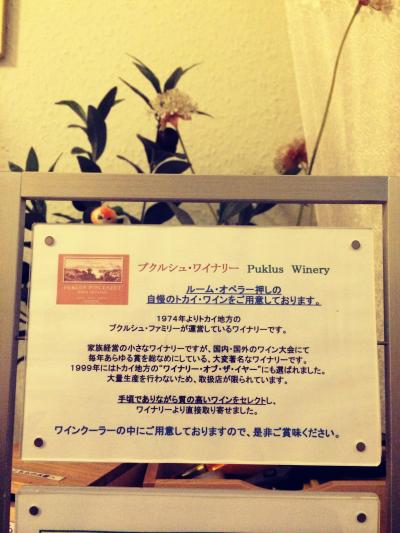 プクルシュ・ワイナリー Puklus Winery
ルーム・オペラー押しの
自慢のトカイ・ワインをご用意しております。
1974年よりトカイ地方の
プクルシュ・ファミリーが運営しているワイナリーです。
家族経営の小さなワイナリーですが、国内・国外のワイン大会にて
毎年あらゆる賞を総なめにしている、大変著名なワイナリーです。
1999年にはトカイ地方の“ワイナリー・オブ・ザ・イヤー”にも選ばれました。
大量生産を行わないため、取扱店が限られています。
手頃でありながら質の高いワインをセレクトし、
ワイナリーより直接取り寄せました。
ワインクーラーの中にご用意しておりますので、是非ご賞味ください。